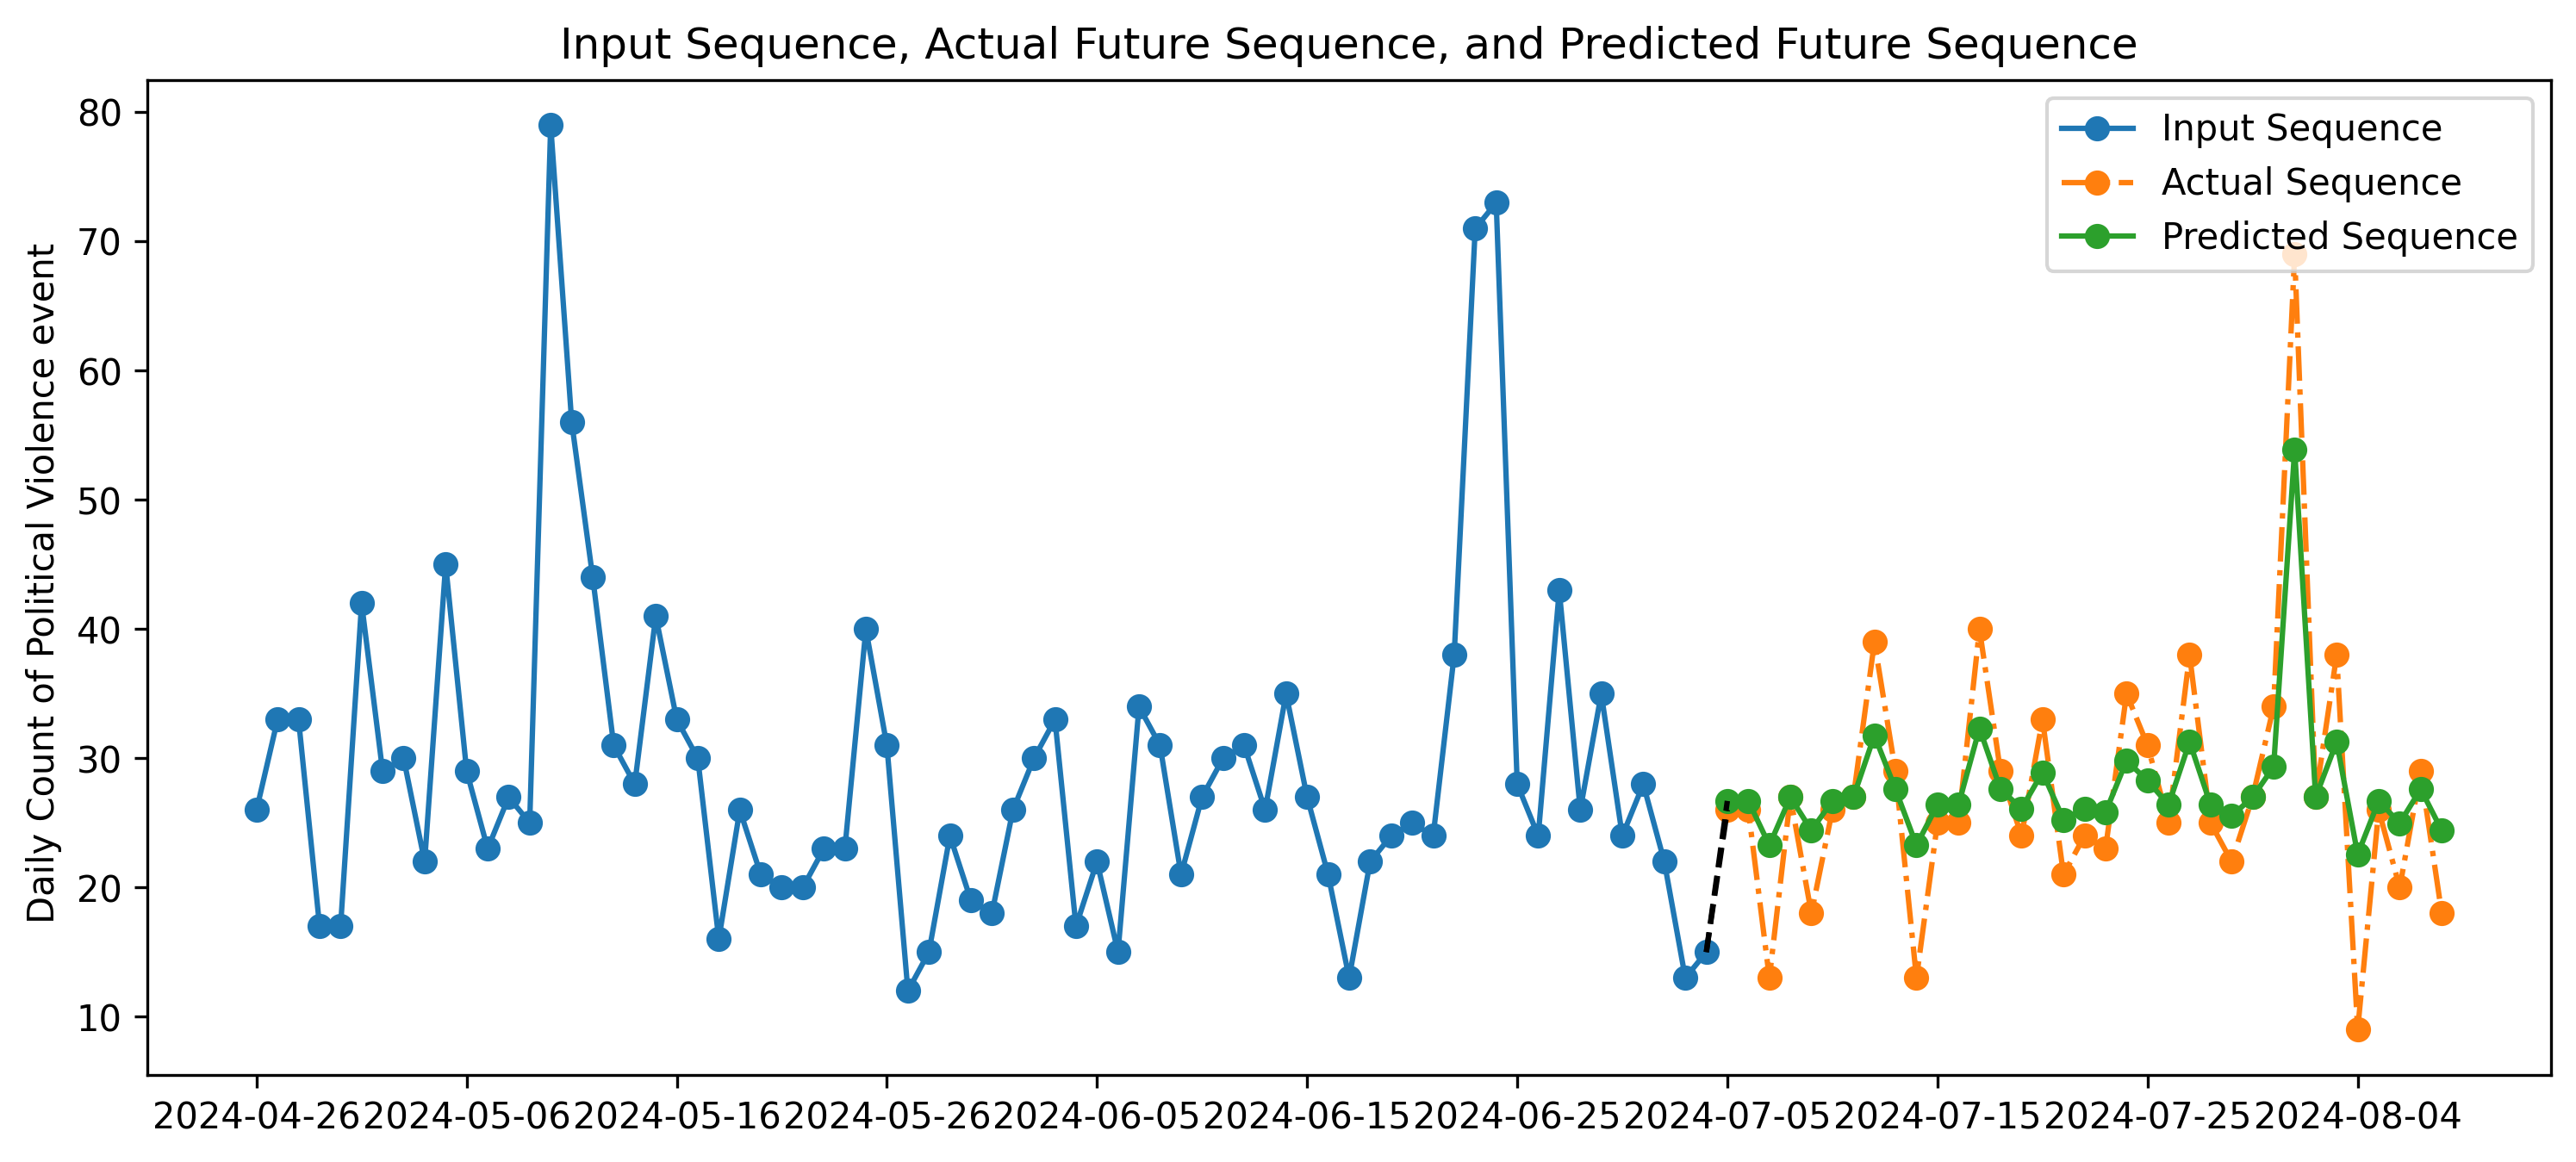 Input Sequence, Actual Future Sequence, and Predicted Future Sequence
Daily Count of Political Violence event
80
70
60
50
40
30
20
10
Input Sequence
Actual Sequence
Predicted Sequence
2024-04-26 2024-05-06 2024-05-16 2024-05-26 2024-06-05 2024-06-15 2024-06-25 2024-07-05 2024-07-15 2024-07-25 2024-08-04